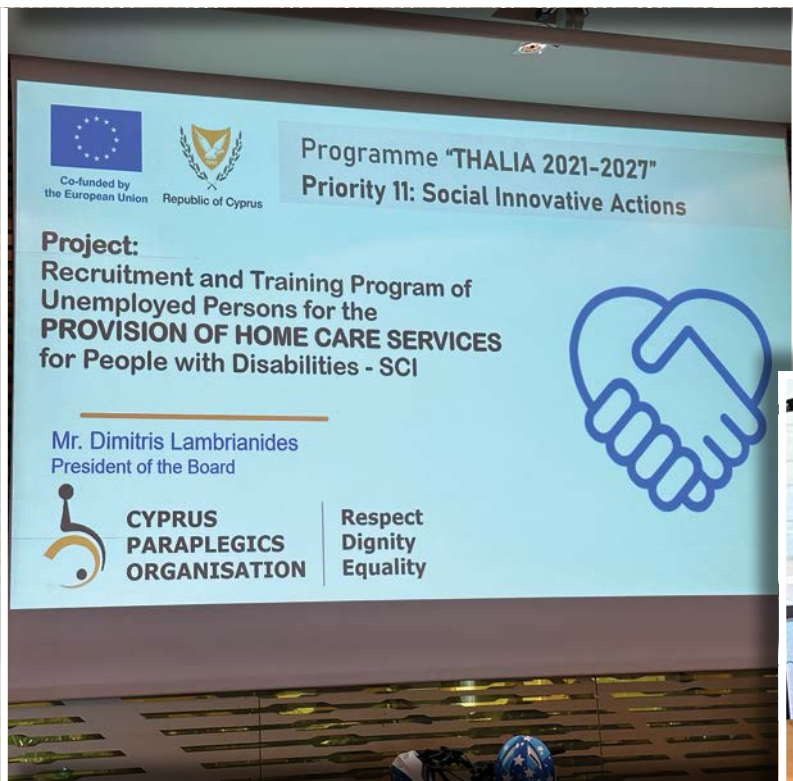 Co-funded by
the European Union
Republic of Cyprus
Programme "THALIA 2021-2027"
Priority 11: Social Innovative Actions
Project:
Recruitment and Training Program of
Unemployed Persons for the
PROVISION OF HOME CARE SERVICES
for People with Disabilities - SCI
Mr. Dimitris Lambrianides
President of the Board
CYPRUS
PARAPLEGICS
ORGANISATION
Respect
Dignity
Equality